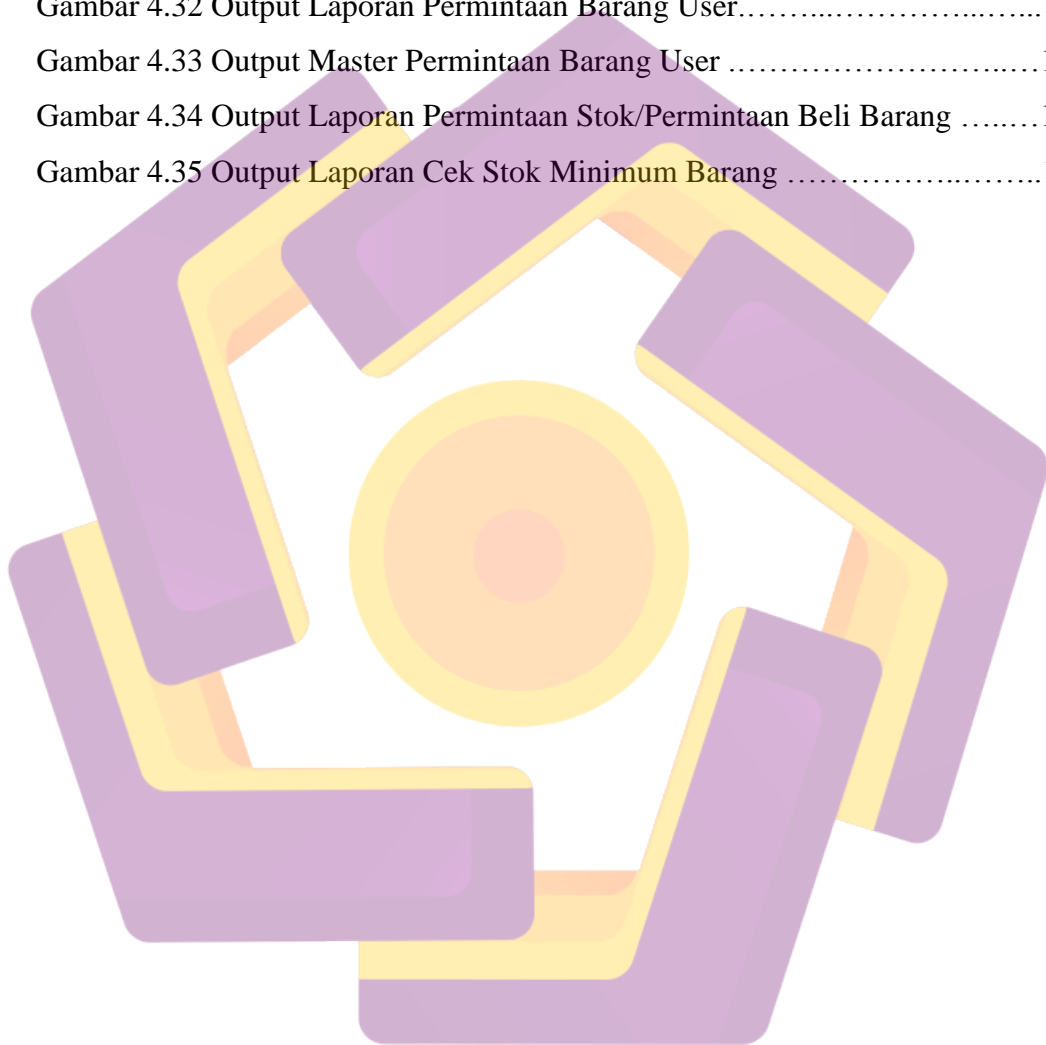 Gambar 4.32 Output Laporan Permintaan Barang User……...…………..…...
Gambar 4.33 Output Master Permintaan Barang User ……………………..…
Gambar 4.34 Output Laporan Permintaan Stok/Permintaan Beli Barang …..…
Gambar 4.35 Output Laporan Cek Stok Minimum Barang ……………..……..